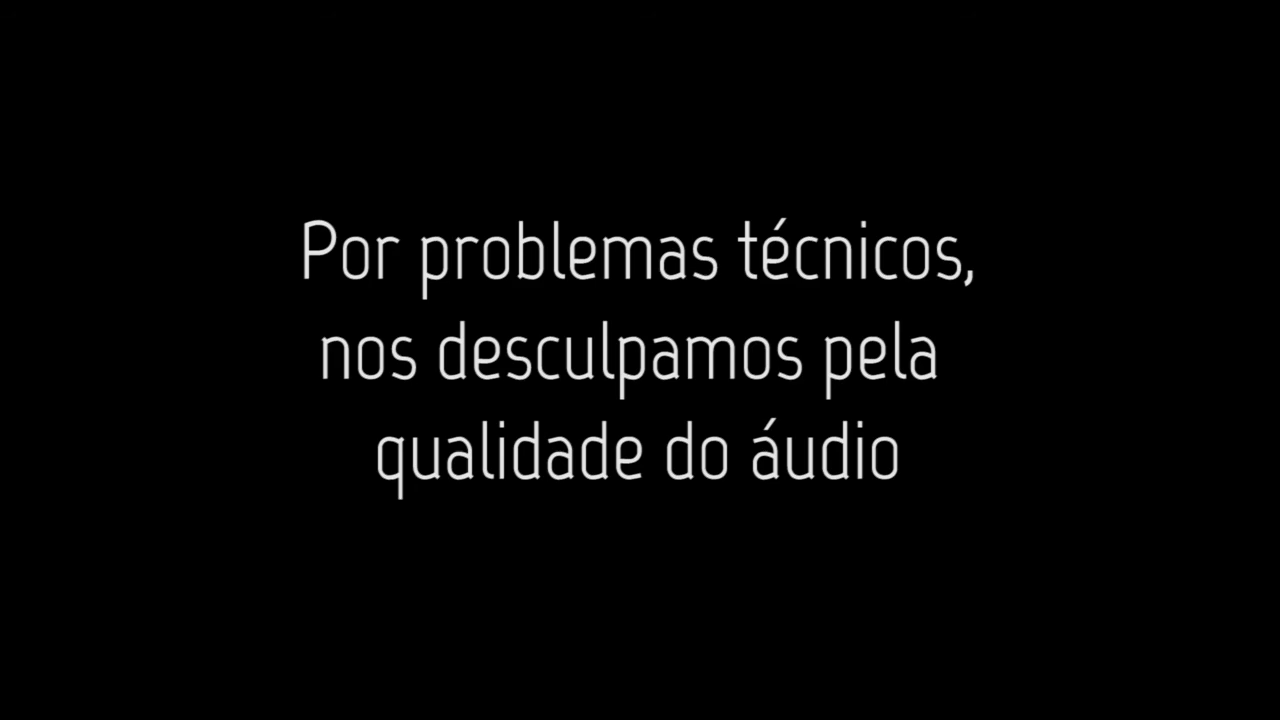 Por problemas técnicos,
nos desculpamos pela
qualidade do áudio